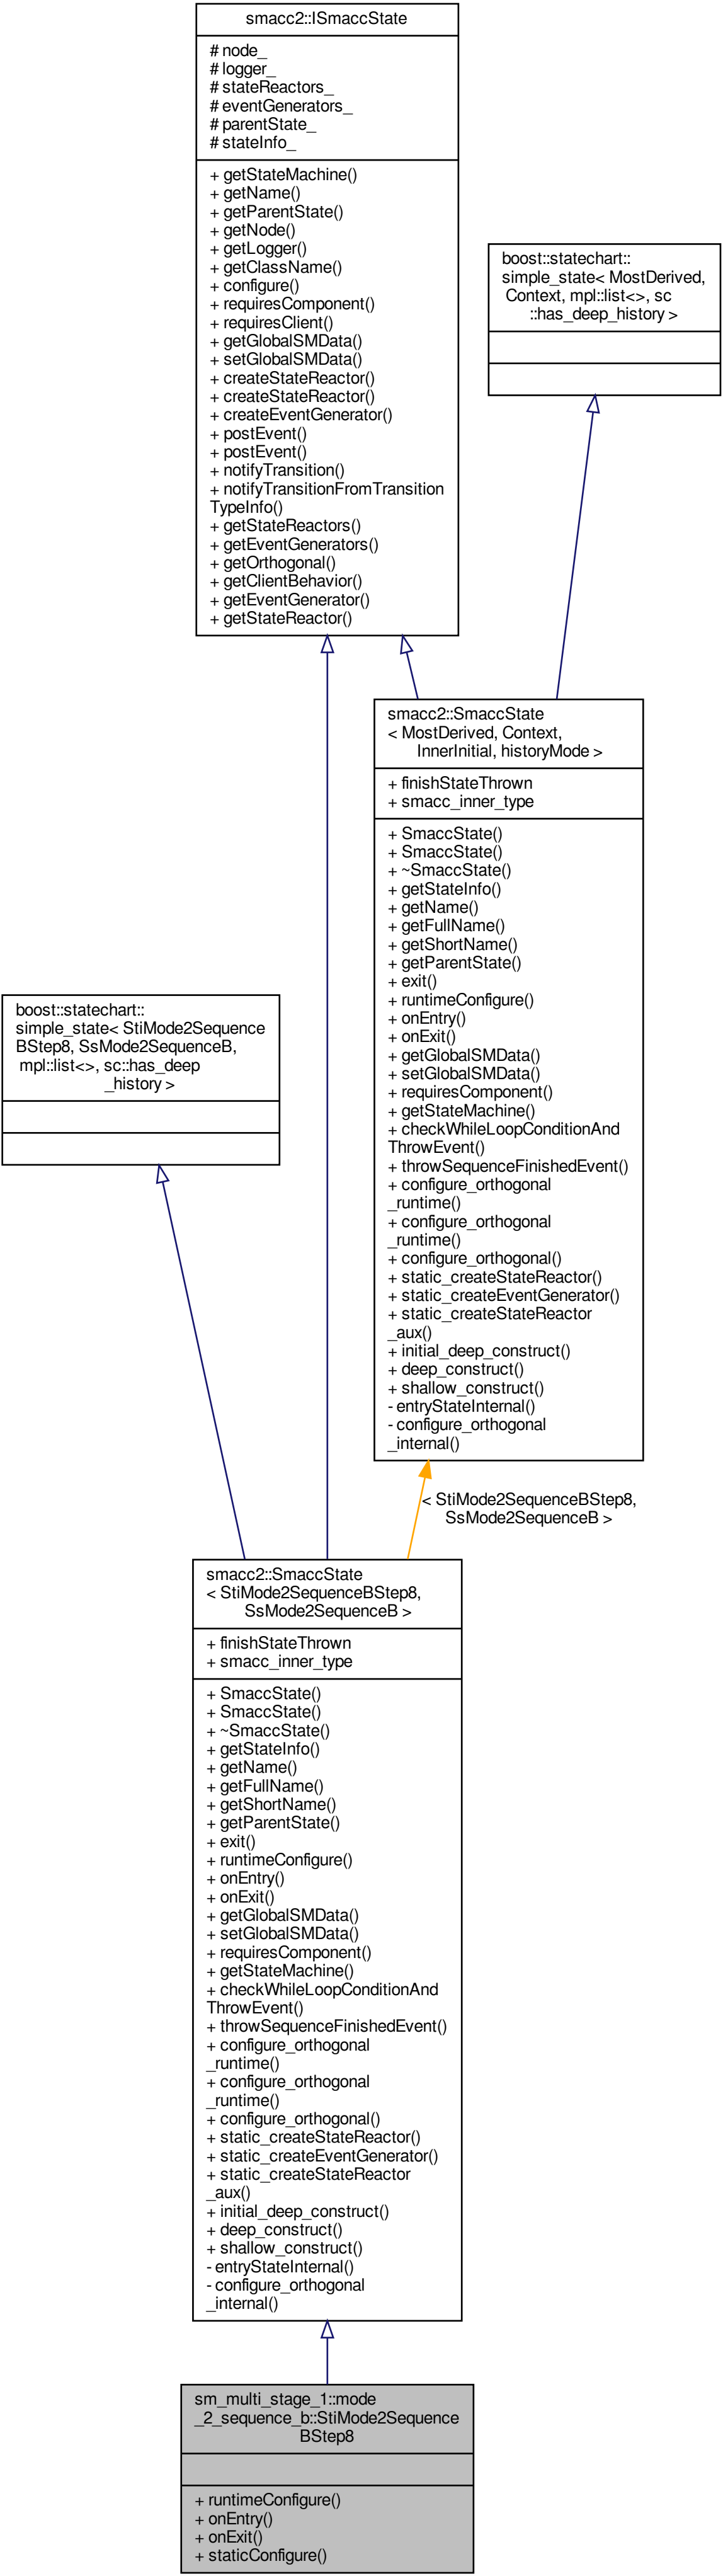 smacc2::ISmaccState
# node_
# logger_
# stateReactors_
# eventGenerators_
# parentState_
# stateInfo_
+ getStateMachine()
+ getName()
+ getParentState()
+ getNode()
+ getLogger()
+ getClassName()
+ configure()
+ requiresComponent()
+ requiresClient()
+ getGlobalSMData()
+ setGlobalSMData()
+ createStateReactor()
+ createStateReactor()
+ createEventGenerator()
+ postEvent()
+ postEvent()
+ notifyTransition()
+ notifyTransitionFromTransition
TypeInfo()
+ getStateReactors()
+ getEventGenerators()
+ getOrthogonal()
+ getClientBehavior()
+ getEventGenerator()
+ getStateReactor()
boost::statechart::
simple_state< MostDerived,
Context, mpl::list<>, sc
::has_deep_history >
smacc2::SmaccState
< MostDerived, Context,
InnerInitial, historyMode >
+ finishStateThrown
+ smacc_inner_type
+ SmaccState()
+ SmaccState()
+ ~SmaccState()
+ getStateInfo()
+ getName()
+ getFullName()
+ getShortName()
+ getParentState()
+ exit()
+ runtimeConfigure()
+ onEntry()
+ onExit()
+ getGlobalSMData()
+ setGlobalSMData()
+ requiresComponent()
+ getStateMachine()
+ checkWhileLoopConditionAnd
ThrowEvent()
+ throwSequenceFinishedEvent()
+ configure_orthogonal
_runtime()
+ configure_orthogonal
_runtime()
+ configure_orthogonal()
+ static_createStateReactor()
+ static_createEventGenerator()
+ static_createStateReactor
_aux()
+ initial_deep_construct()
+ deep_construct()
+ shallow_construct()
- entryStateInternal()
- configure_orthogonal
_internal()
boost::statechart::
simple_state< StiMode2Sequence
BStep8, SsMode2SequenceB,
mpl::list<>, sc::has_deep
_history >
< StiMode2SequenceBStep8,
SsMode2SequenceB >
smacc2::SmaccState
< StiMode2SequenceBStep8,
SsMode2SequenceB >
+ finishStateThrown
+ smacc_inner_type
+ SmaccState()
+ SmaccState()
+ ~SmaccState()
+ getStateInfo()
+ getName()
+ getFullName()
+ getShortName()
+ getParentState()
+ exit()
+ runtimeConfigure()
+ onEntry()
+ onExit()
+ getGlobalSMData()
+ setGlobalSMData()
+ requiresComponent()
+ getStateMachine()
+ checkWhileLoopConditionAnd
ThrowEvent()
+ throwSequenceFinishedEvent()
+ configure_orthogonal
_runtime()
+ configure_orthogonal
_runtime()
+ configure_orthogonal()
+ static_createStateReactor()
+ static_createEventGenerator()
+ static_createStateReactor
_aux()
+ initial_deep_construct()
+ deep_construct()
+ shallow_construct()
- entryStateInternal()
- configure_orthogonal
_internal()
sm_multi_stage_1::mode
_2_sequence_b::StiMode2Sequence
BStep8
+ runtimeConfigure()
+ onEntry()
+ onExit()
+ staticConfigure()